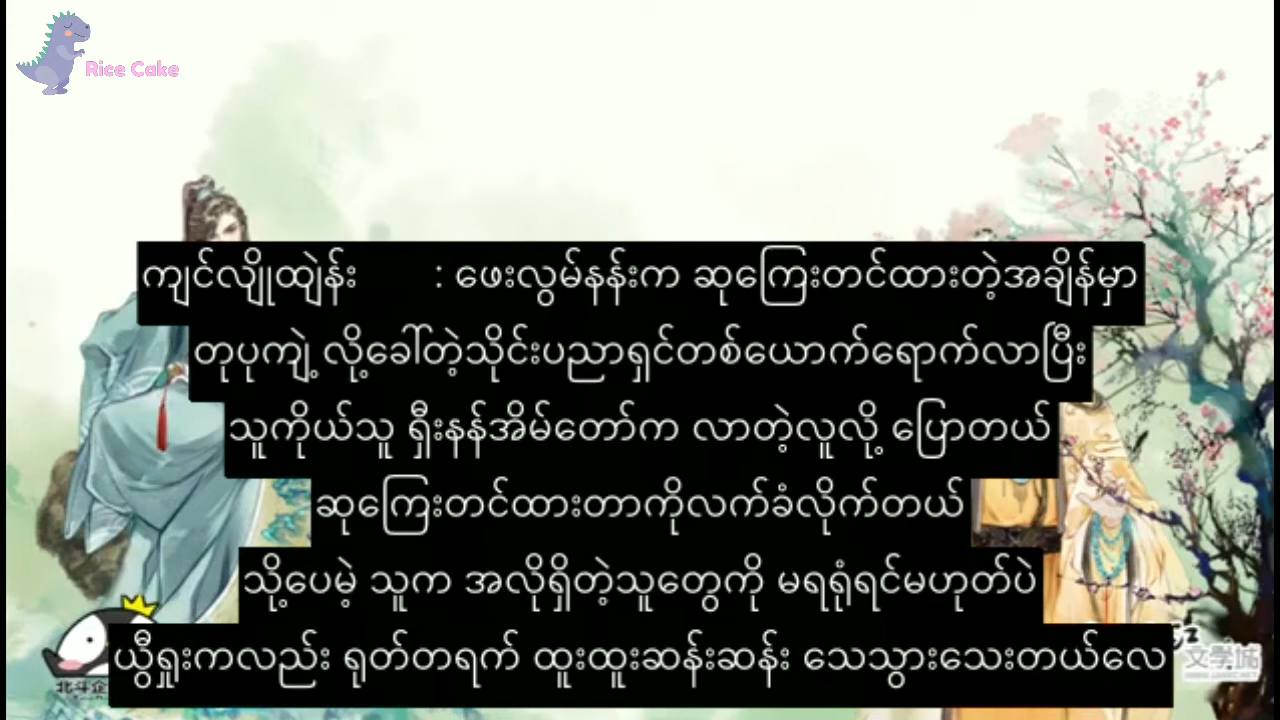 Rice Cake
ကျင်လျိုထျဲန်း : ဖေးလွမ်နန်းက ဆုကြေးတင်ထားတဲ့အချိန်မှာ
တုပုကျဲ့ လို့ခေါ်တဲ့သိုင်းပညာရှင်တစ်ယောက်ရောက်လာပြီး
သူကိုယ်သူ ရှီးနန်အိမ်တော်က လာတဲ့လူလို့ ပြောတယ်
ဆုကြေးတင်ထားတာကိုလက်ခံလိုက်တယ်
သို့ပေမဲ့ သူက အလိုရှိတဲ့သူတွေကို မရရုံရင်မဟုတ်ပဲ
ယွီရှူးကလည်း ရုတ်တရက် ထူးထူးဆန်းဆန်း သေသွားသေးတယ်လေ
北斗企
文学城